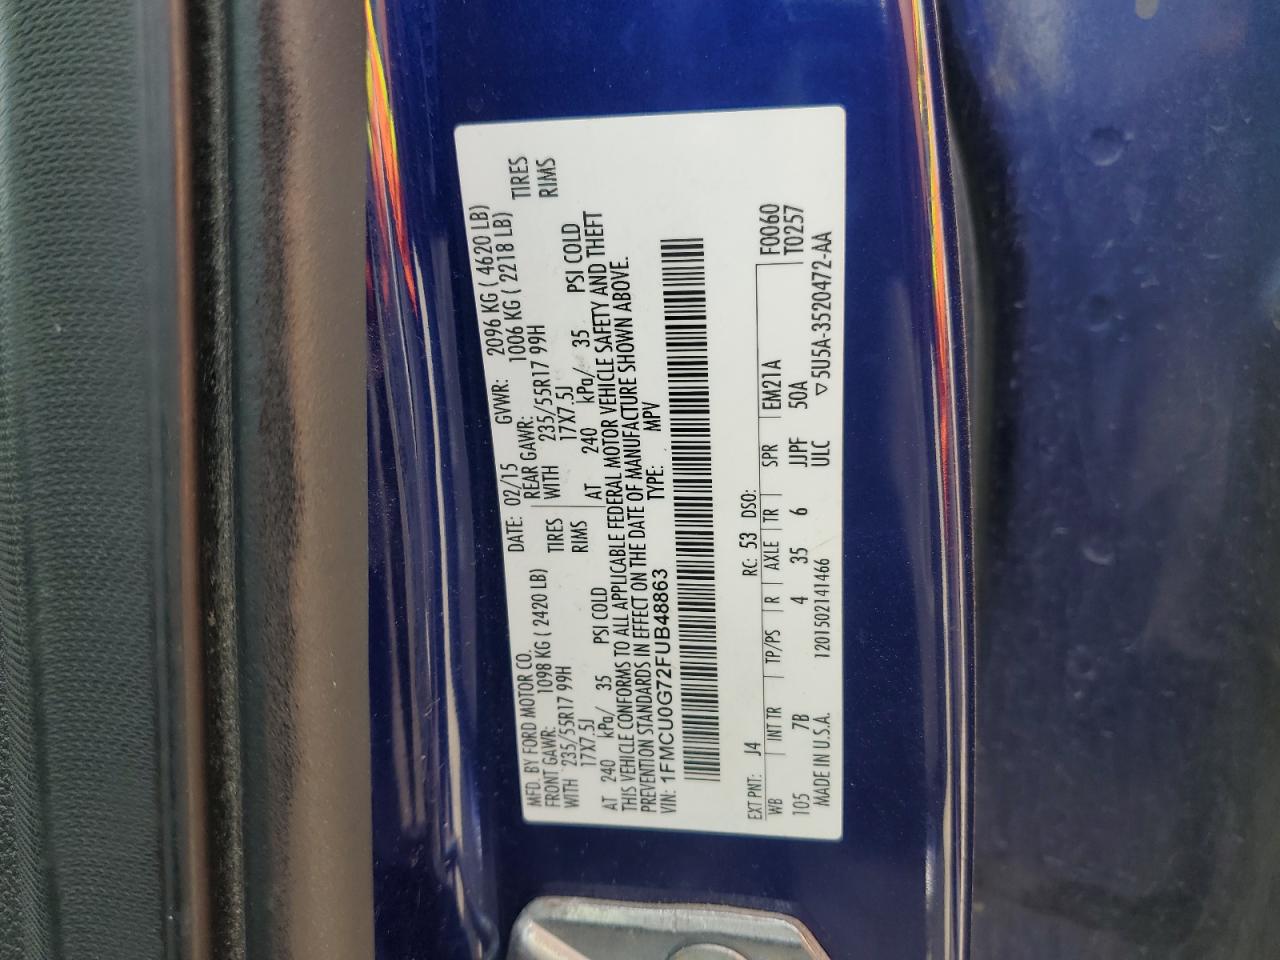 MFD. BY FORD MOTOR CO. DATE: 02/15 GVWR: 2096 KG ( 4620 LB)
FRONT GAWR: 1098 KG ( 2420 LB) REAR GAWR: 1006 KG ( 2218 LB)
WITH 235/55R17 99H TIRES WITH 235/55R17 99H TIRES
17X7.5J RIMS 17X7.5J RIMS
AT 240 kPa/ 35 PSI COLD AT 240 kPa/ 35 PSI COLD
THIS VEHICLE CONFORMS TO ALL APPLICABLE FEDERAL MOTOR VEHICLE SAFETY AND THEFT
PREVENTION STANDARDS IN EFFECT ON THE DATE OF MANUFACTURE SHOWN ABOVE.
VIN: 1FMCU0G72FUB48863 TYPE: MPV
EXT PNT: J4 RC: 53 DSO: F0060
WB INT TR TP/PS R AXLE TR SPR EM21A T0257
105 7B 4 35 6 JJPF 50A
MADE IN U.S.A. 1201502141466 ULC ▽5U5A-3520472-AA